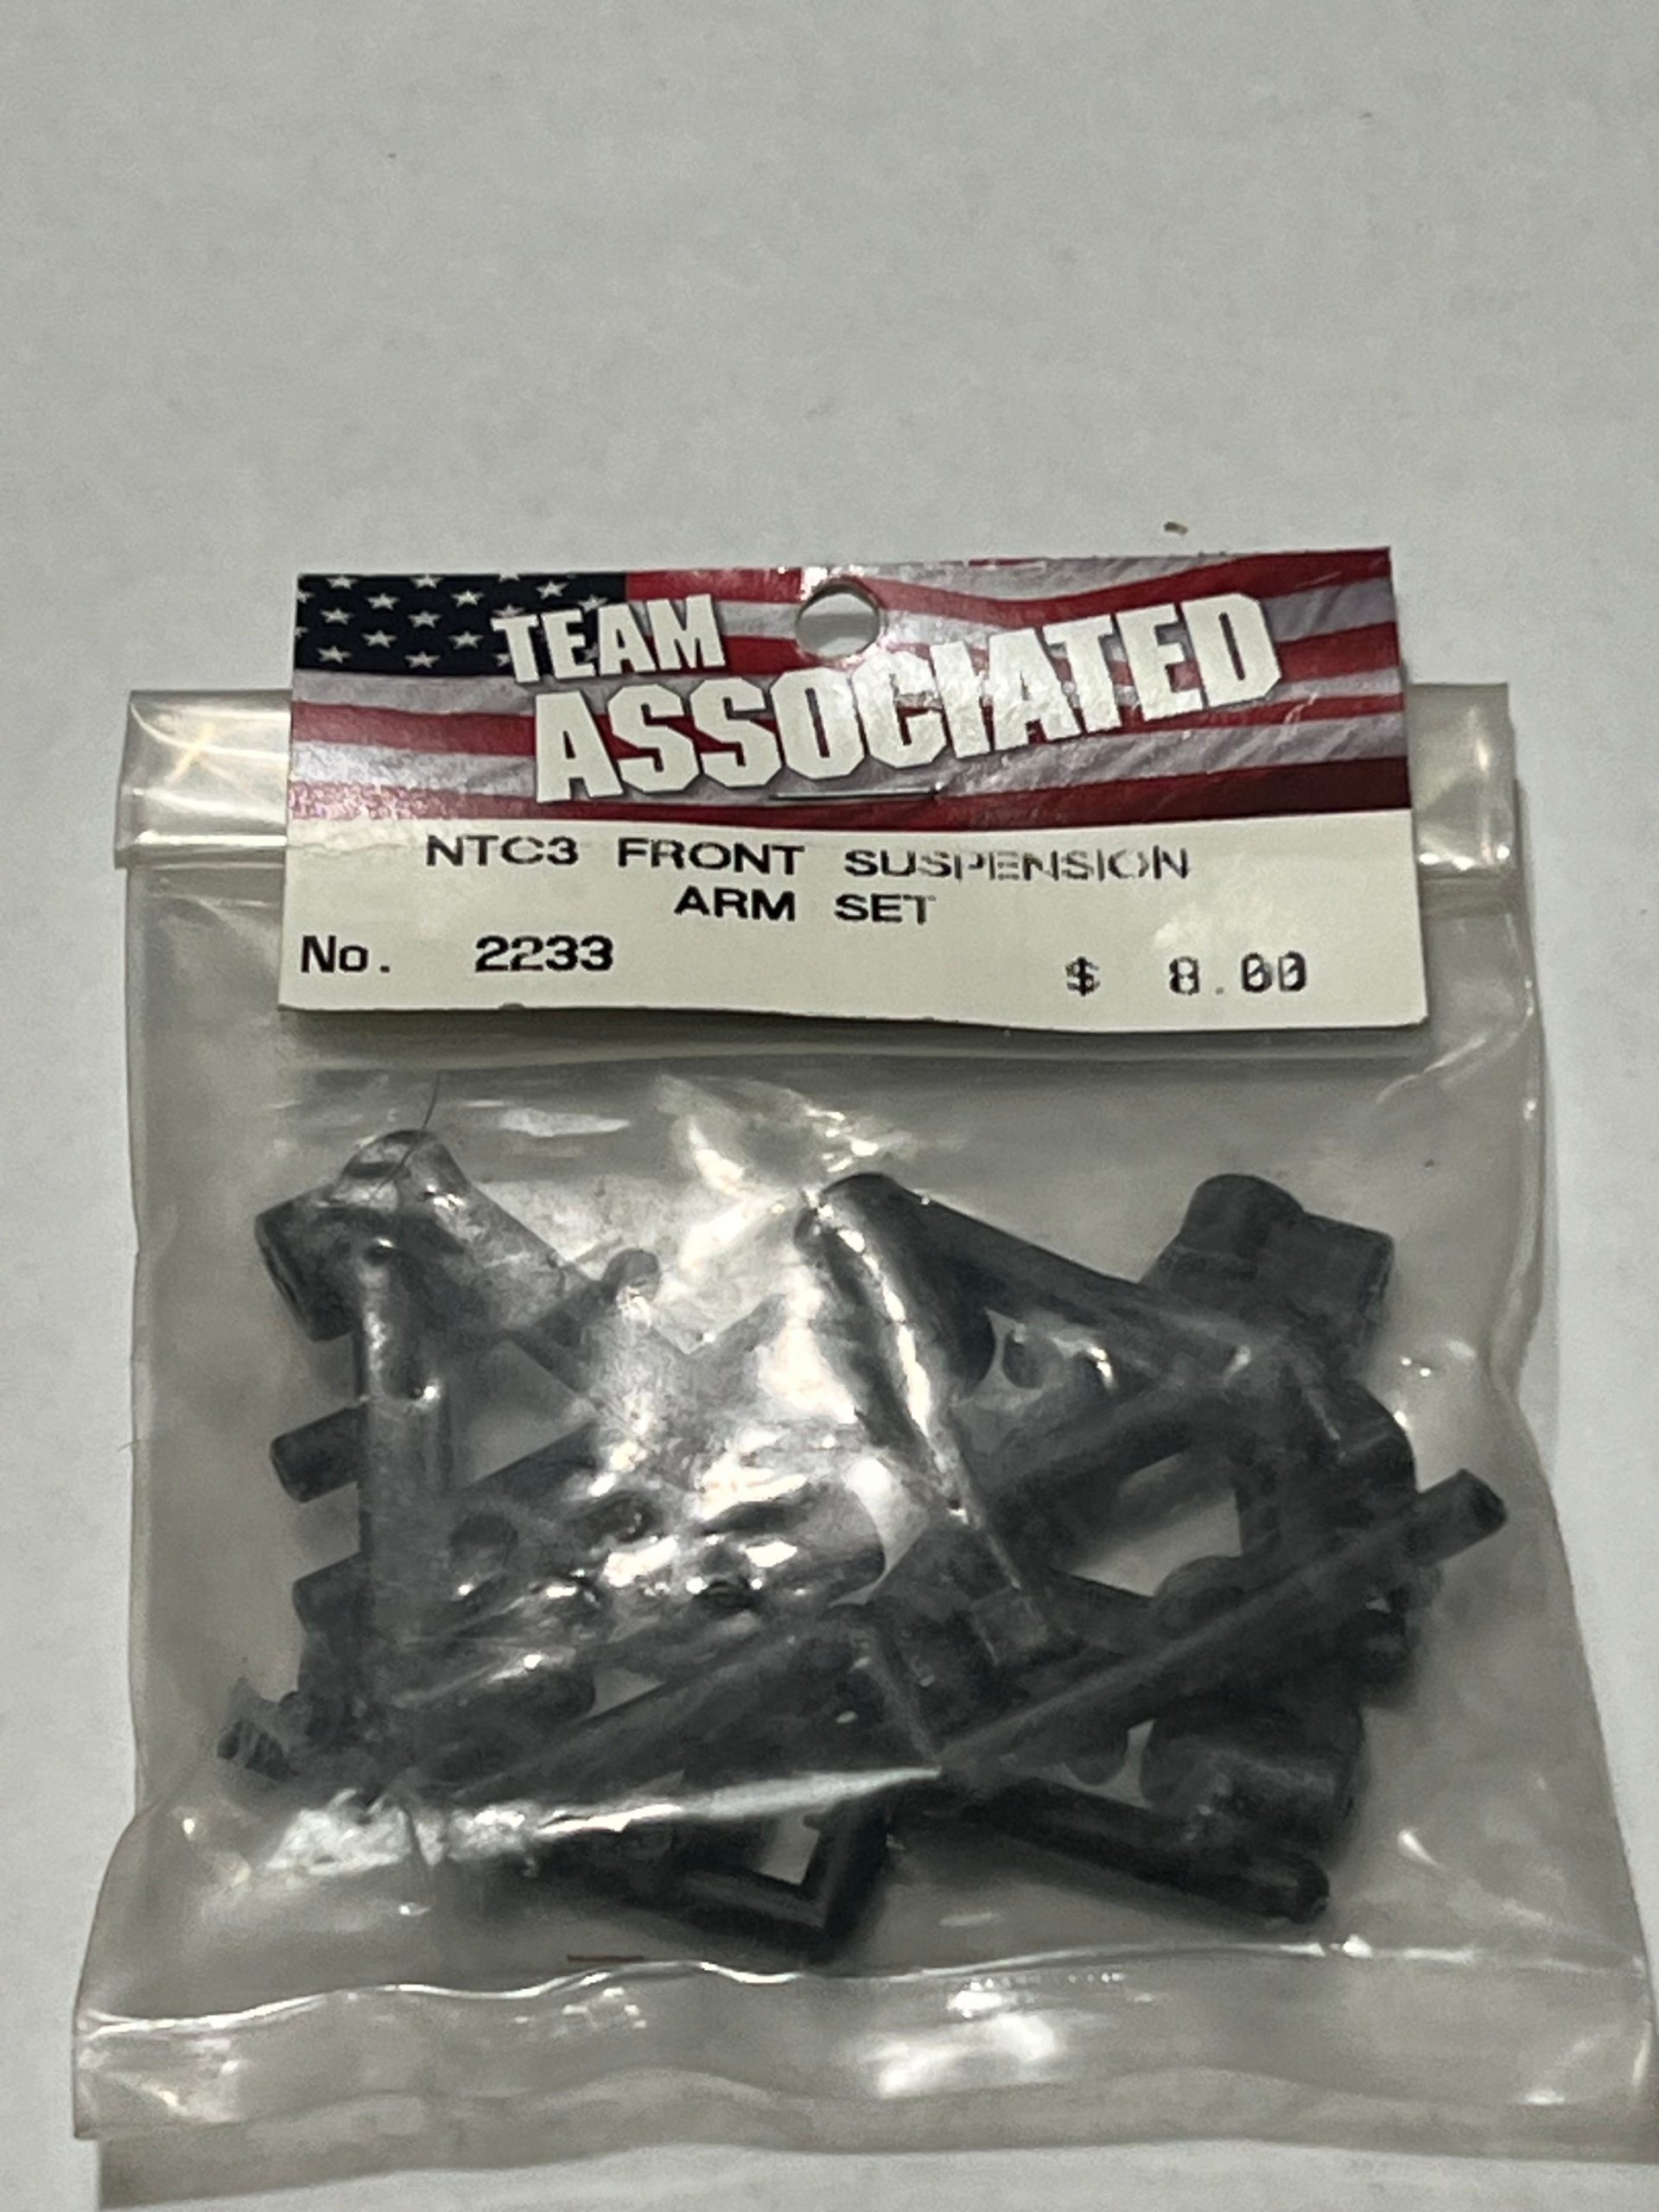 TEAM
ASSOCIATED
NTC3 FRONT SUSPENSION
ARM SET
No. 2233 $ 8.00